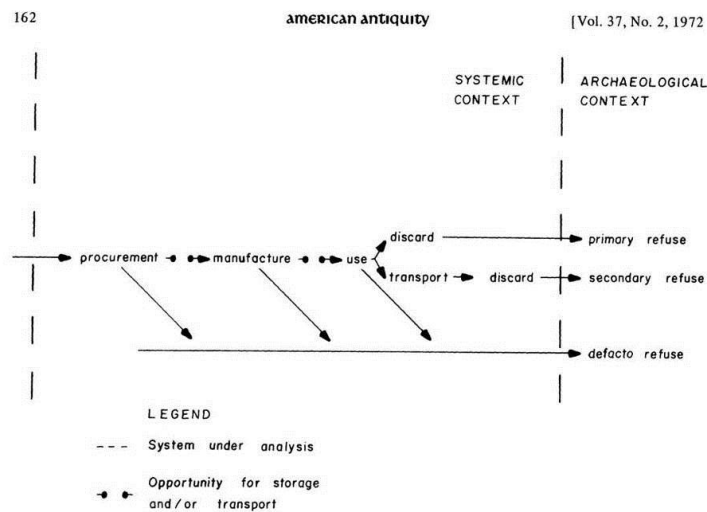 162 american antiquity [Vol. 37, No. 2, 1972
SYSTEMIC
CONTEXT
ARCHAEOLOGICAL
CONTEXT
discard
primary refuse
procurement manufacture use
transport discard secondary refuse
defacto refuse
LEGEND
System under analysis
Opportunity for storage
and/or transport